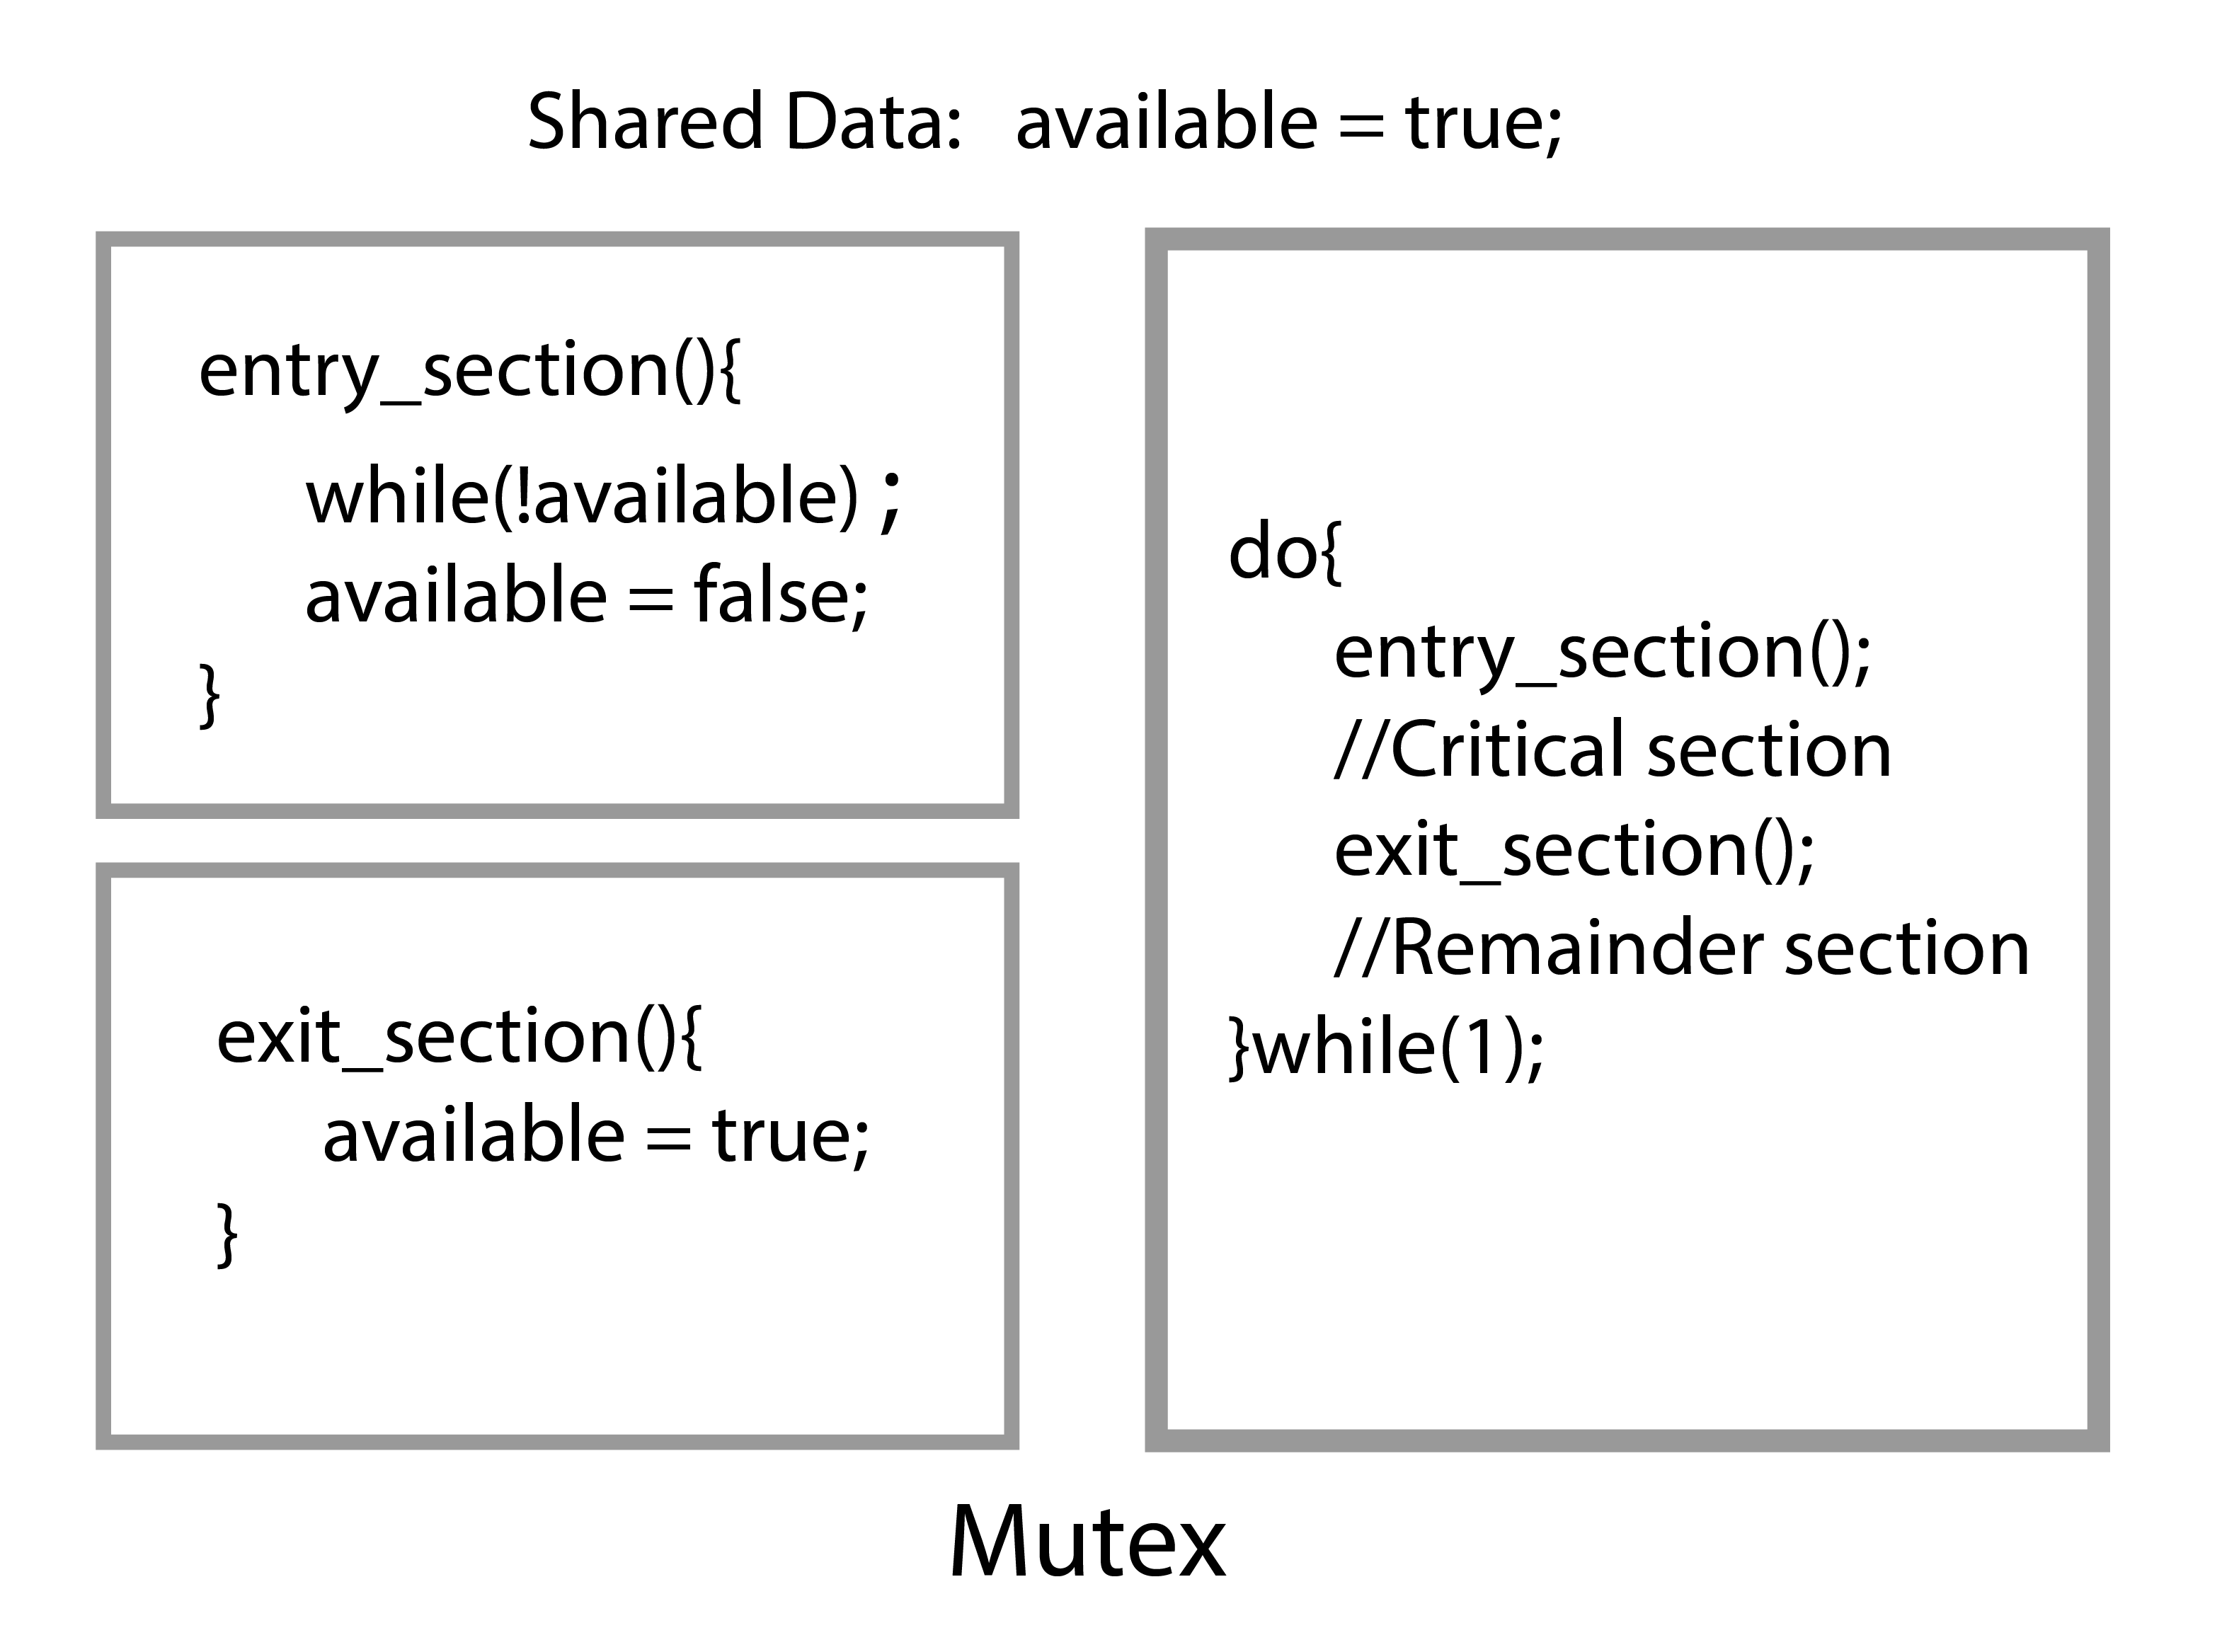 Shared Data: available = true;
entry_section(){
while(!available) ;
available = false;
}
exit_section(){
available = true;
}
do{
entry_section();
//Critical section
exit_section();
//Remainder section
}while(1);
Mutex